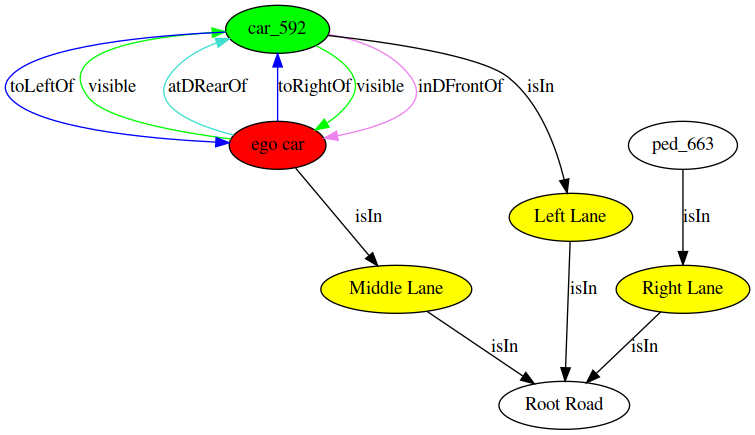 car_592
toLeftOf
visible
atDRearOf
toRightOf
visible
inDFrontOf
isIn
ego car
ped_663
isIn
Left Lane
isIn
Middle Lane
Right Lane
isIn
isIn
isIn
Root Road